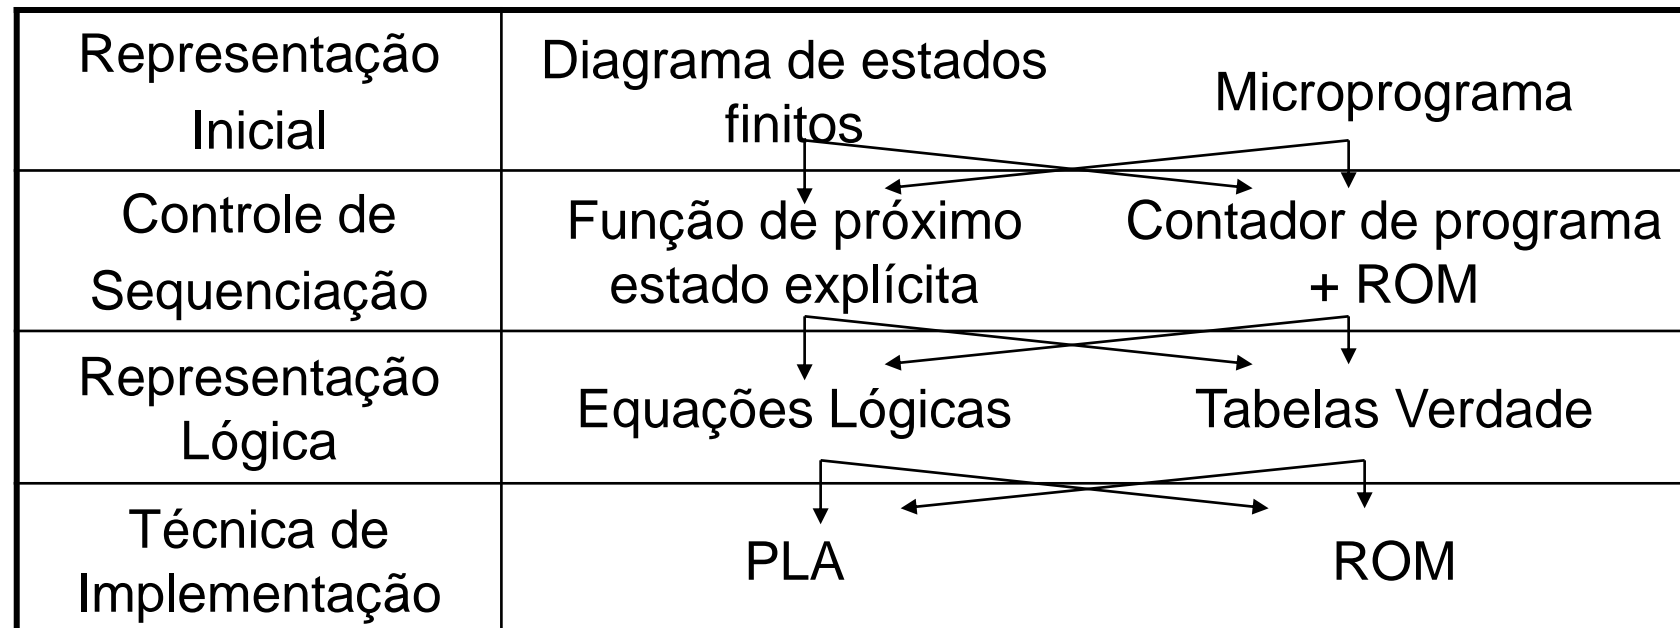 Representação
Inicial
Diagrama de estados
finitos
Microprograma
Controle de
Sequenciação
Função de próximo
estado explícita
Contador de programa
+ ROM
Representação
Lógica
Equações Lógicas
Tabelas Verdade
Técnica de
Implementação
PLA
ROM